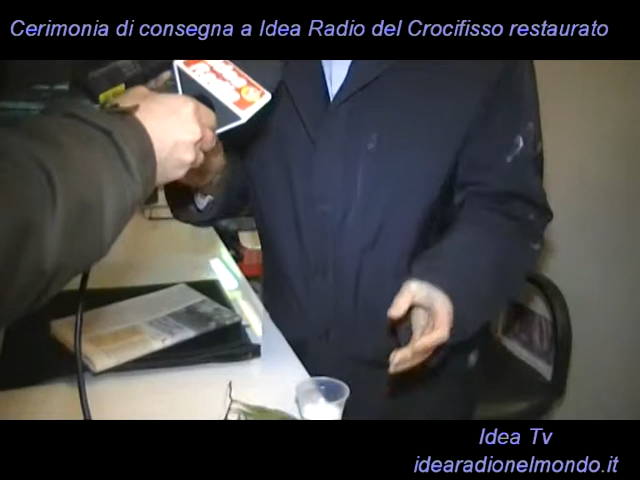 Cerimonia di consegna a Idea Radio del Crocifisso restaurato
Idea Tv
idearadionelmondo.it